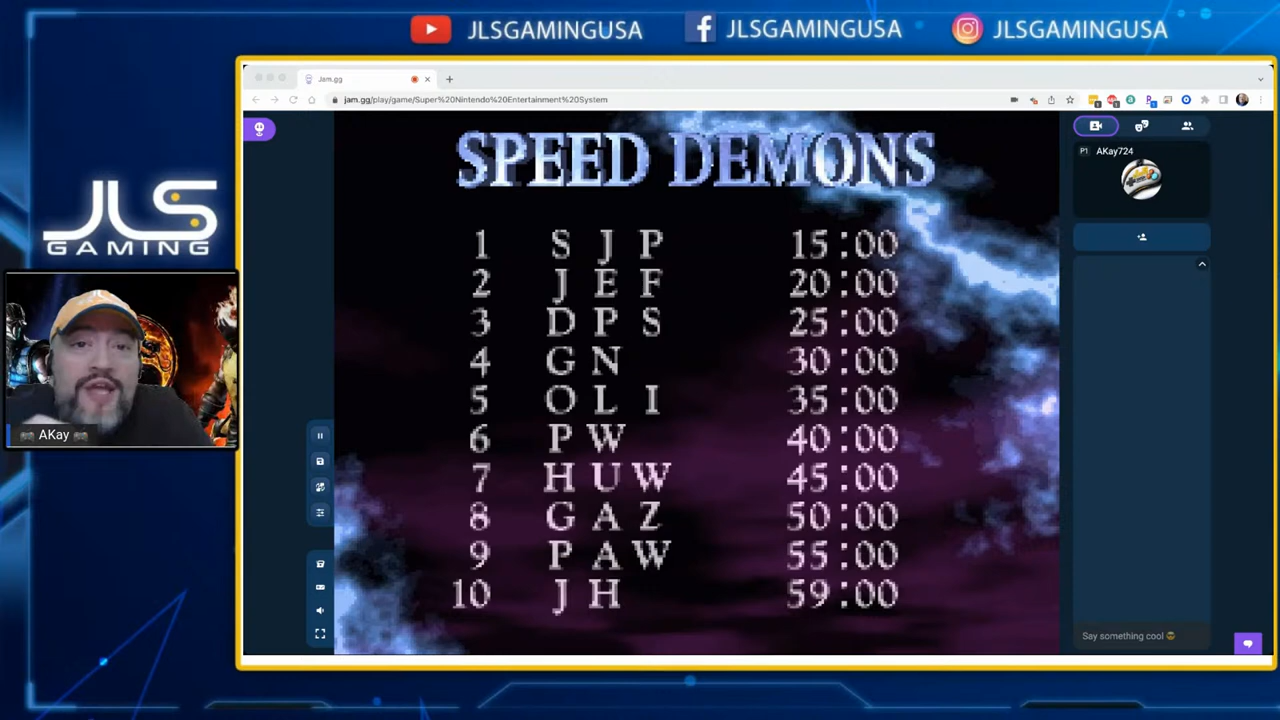 JLSGAMINGUSA JLSGAMINGUSA JLSGAMINGUSA
Jam.gg
jam.gg/play/game/Super%20Nintendo%20Entertainment%20System
SPEED DEMONS
1 S J P 15:00
2 J E F 20:00
3 D P S 25:00
4 G N 30:00
5 O L I 35:00
6 P W 40:00
7 H U W 45:00
8 G A Z 50:00
9 P A W 55:00
10 J H 59:00
P1 AKay724
Say something cool 😎
JLS
GAMING
🎮 AKay 🎮